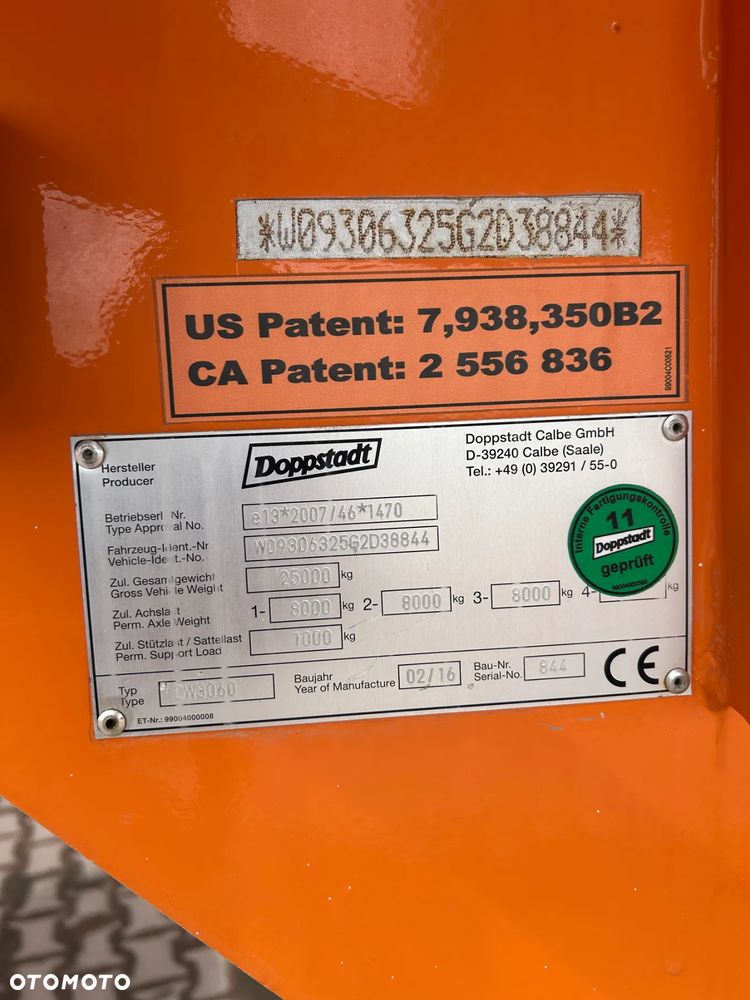 *W09306325G2D38844*
US Patent: 7,938,350B2
CA Patent: 2 556 836
99004C00621
Hersteller
Producer
Doppstadt
Doppstadt Calbe GmbH
D-39240 Calbe (Saale)
Tel.: +49 (0) 39291 / 55-0
Betriebserl Nr. e13*2007/46*1470
Type Approval No.
Fahrzeug-Ident.-Nr W09306325G2D38844
Vehicle-Ident.-No.
Zul. Gesamtgewicht 25000 kg
Gross Vehicle Weight
Zul. Achslast 1- 8000 kg 2- 8000 kg 3- 8000 kg 4- kg
Perm. Axle Weight
Zul. Stützlast / Sattellast 1000 kg
Perm. Support Load
Typ DW3060
Type
Baujahr 02/16
Year of Manufacture
Bau-Nr. 844
Serial-No.
CE
ET-Nr.: 99004000008
Interne Fertigungskontrolle
11
Doppstadt
geprüft
OTOMOTO